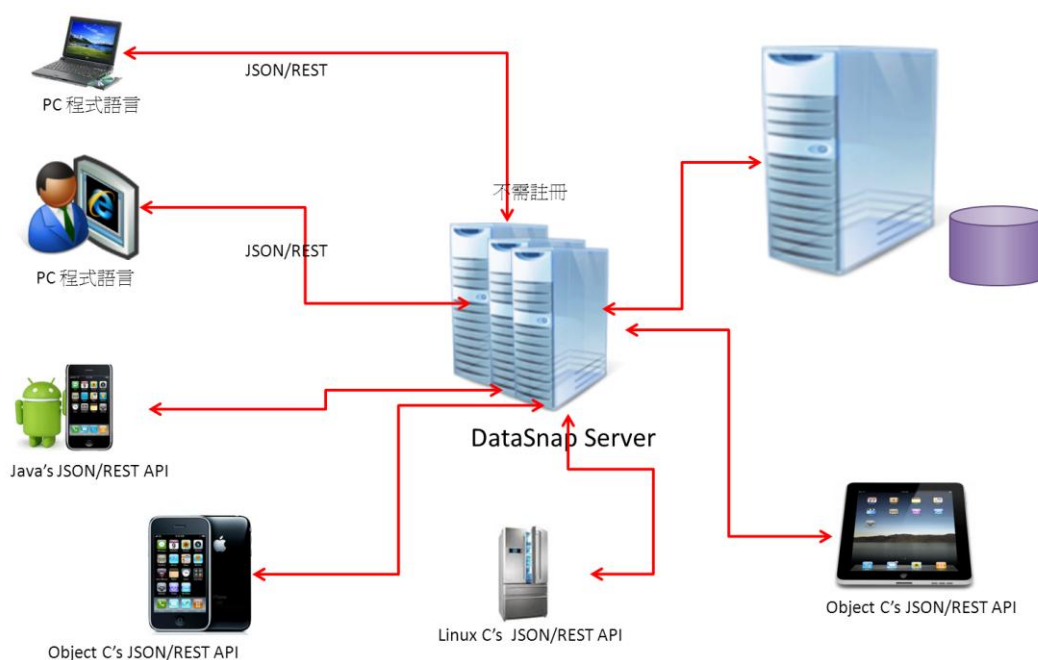 JSON/REST
PC 程式語言
不需註冊
JSON/REST
PC 程式語言
DataSnap Server
Java's JSON/REST API
Object C's JSON/REST API
Linux C's JSON/REST API
Object C's JSON/REST API